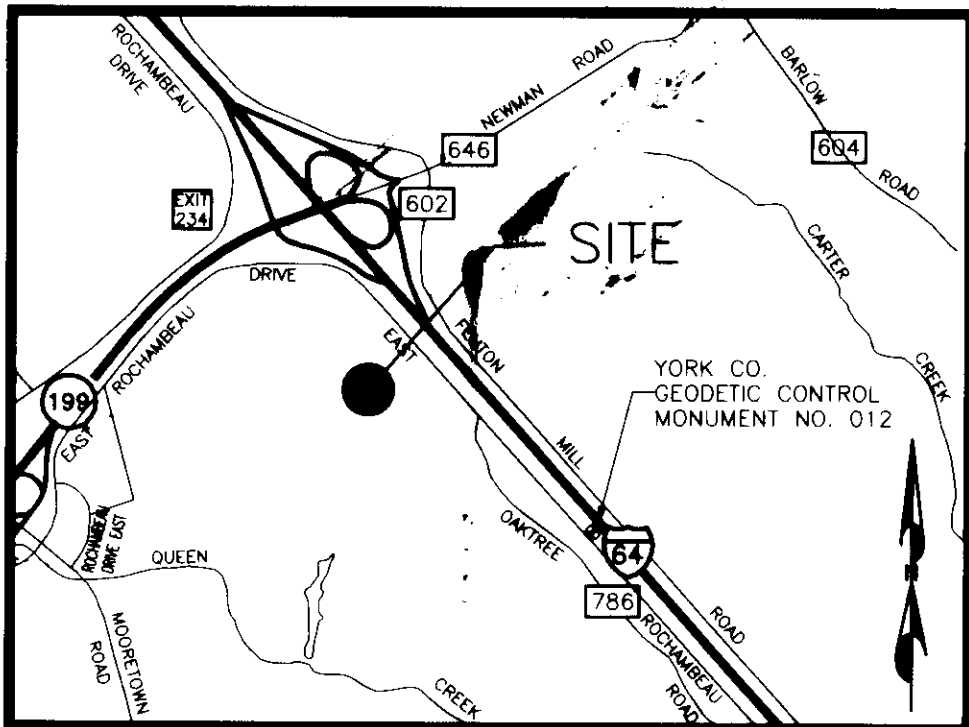 ROCHAMBEAU
DRIVE
NEWMAN
ROAD
BARLOW
ROAD
604
646
602
EXIT
234
SITE
DRIVE
ROCHAMBEAU
EAST
EAST
199
FENTON
MILL
ROAD
CARTER
CREEK
YORK CO.
GEODETIC CONTROL
MONUMENT NO. 012
ROCHAMBEAU
DRIVE EAST
QUEEN
CREEK
MOORETOWN
ROAD
OAKTREE
ROAD
64
786
ROCHAMBEAU
N